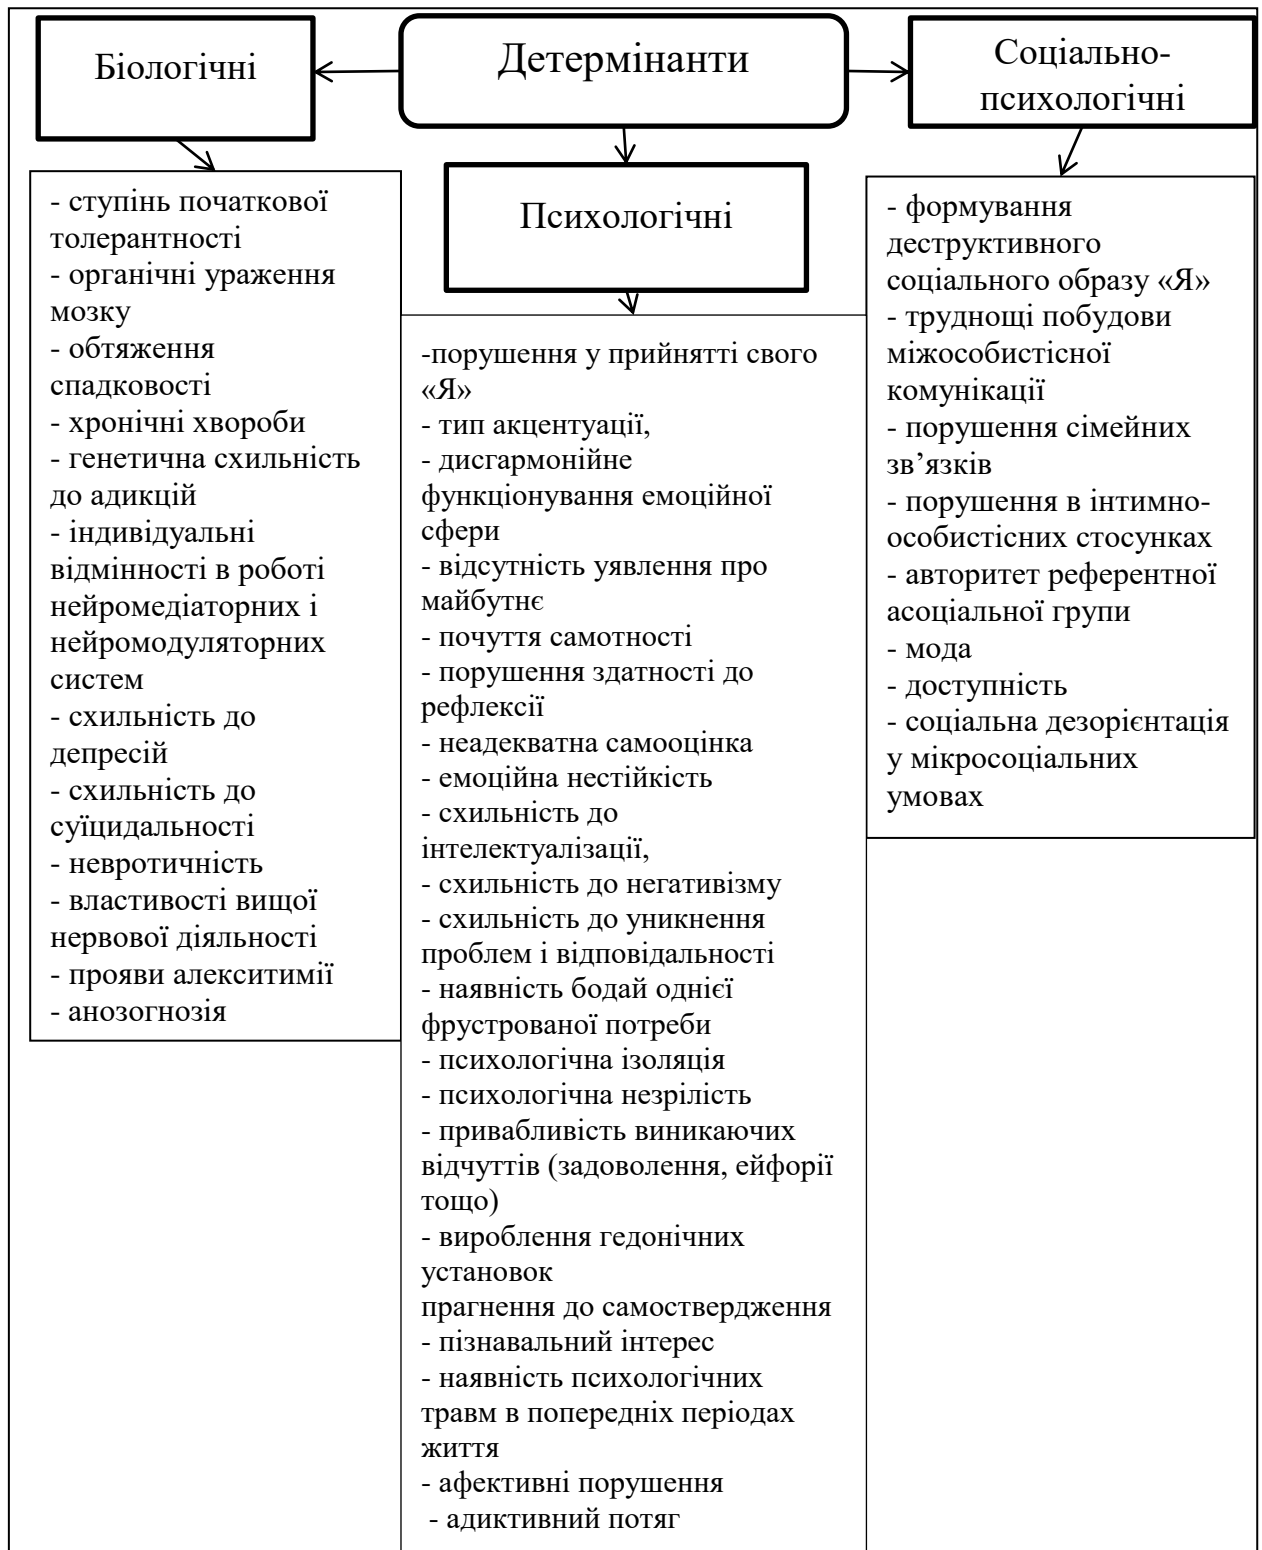 Детермінанти
Біологічні
- ступінь початкової
толерантності
- органічні ураження
мозку
- обтяження
спадковості
- хронічні хвороби
- генетична схильність
до адикцій
- індивідуальні
відмінності в роботі
нейромедіаторних і
нейромодуляторних
систем
- схильність до
депресій
- схильність до
суїцидальності
- невротичність
- властивості вищої
нервової діяльності
- прояви алекситимії
- анозогнозія
Психологічні
-порушення у прийнятті свого
«Я»
- тип акцентуації,
- дисгармонійне
функціонування емоційної
сфери
- відсутність уявлення про
майбутнє
- почуття самотності
- порушення здатності до
рефлексії
- неадекватна самооцінка
- емоційна нестійкість
- схильність до
інтелектуалізації,
- схильність до негативізму
- схильність до уникнення
проблем і відповідальності
- наявність бодай однієї
фрустрованої потреби
- психологічна ізоляція
- психологічна незрілість
- привабливість виникаючих
відчуттів (задоволення, ейфорії
тощо)
- вироблення гедонічних
установок
прагнення до самоствердження
- пізнавальний інтерес
- наявність психологічних
травм в попередніх періодах
життя
- афективні порушення
- адиктивний потяг
Соціально-
психологічні
- формування
деструктивного
соціального образу «Я»
- труднощі побудови
міжособистісної
комунікації
- порушення сімейних
зв’язків
- порушення в інтимно-
особистісних стосунках
- авторитет референтної
асоціальної групи
- мода
- доступність
- соціальна дезорієнтація
у мікросоціальних
умовах